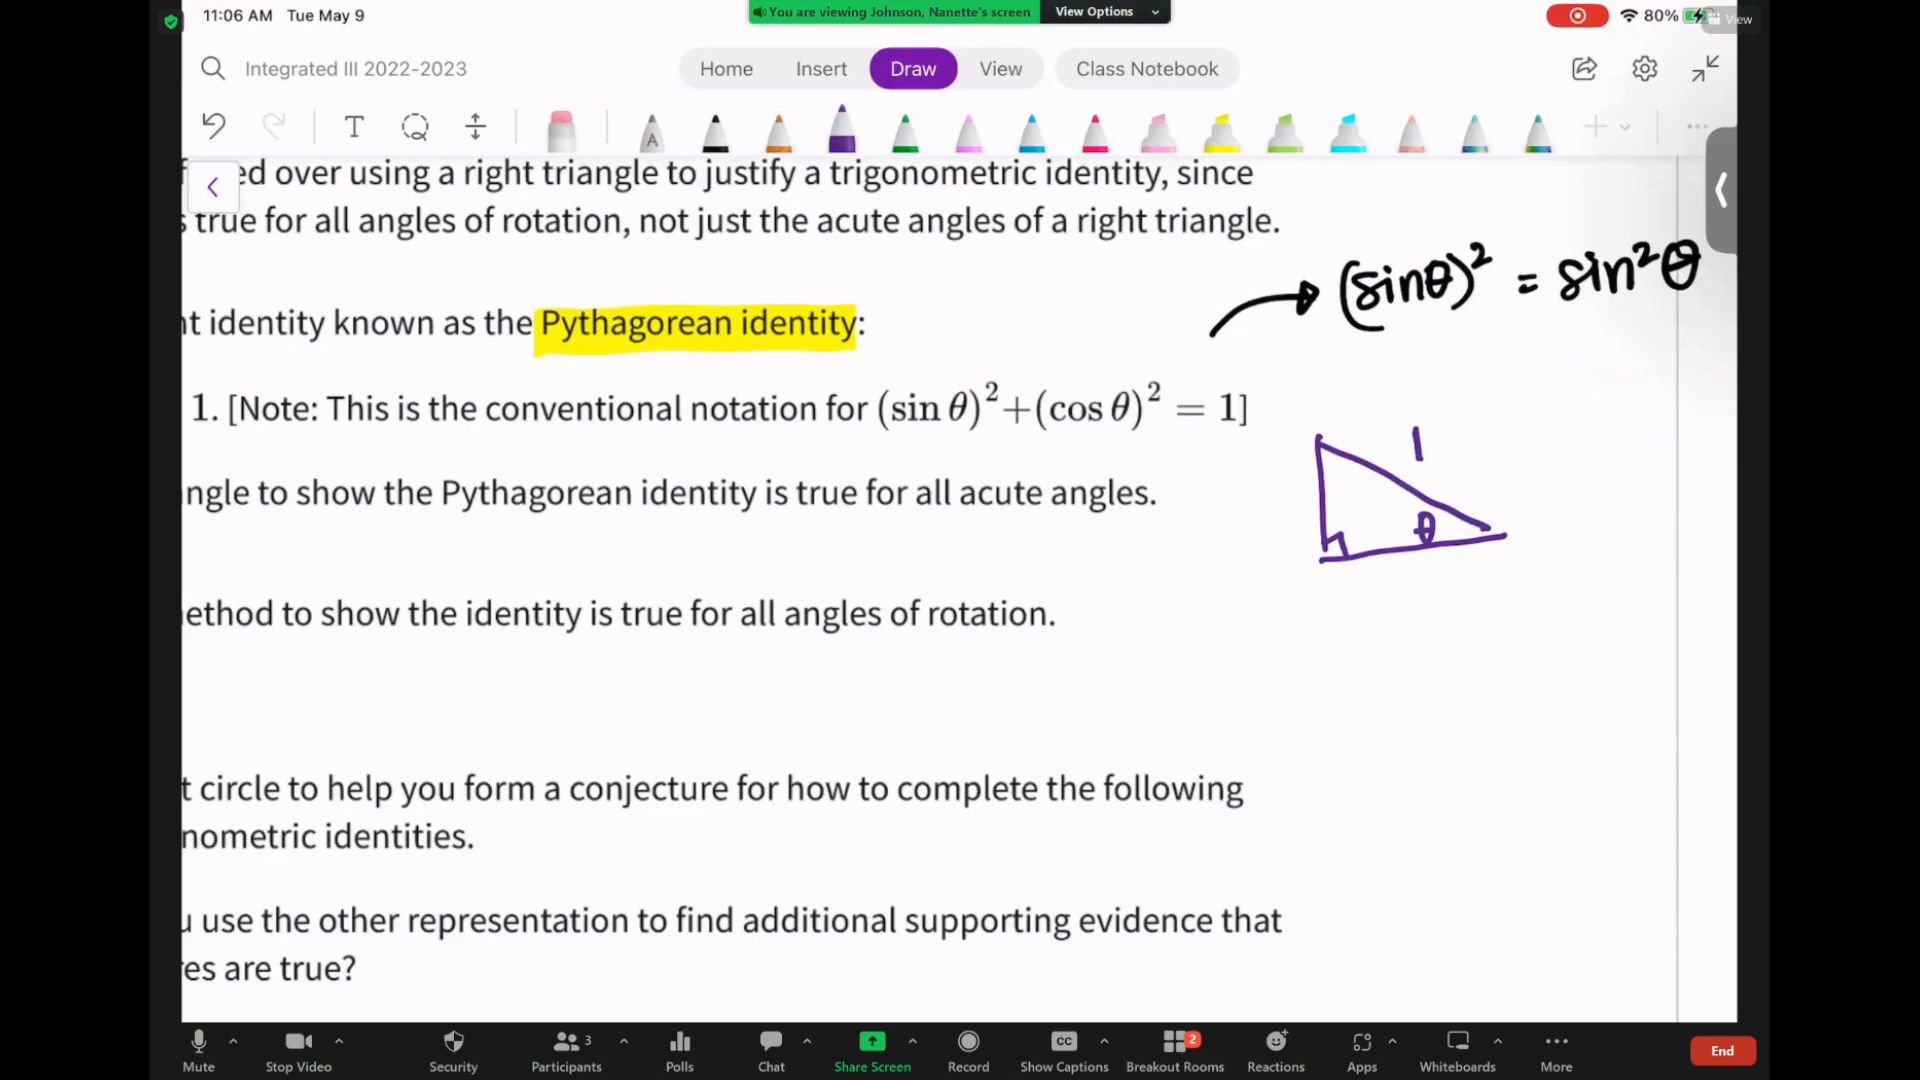 11:06 AM Tue May 9
You are viewing Johnson, Nanette's screen View Options
80%
View
Integrated III 2022-2023
Home Insert Draw View Class Notebook
T
A
ed over using a right triangle to justify a trigonometric identity, since
s true for all angles of rotation, not just the acute angles of a right triangle.
(sinθ)² = sin²θ
nt identity known as the Pythagorean identity:
1. [Note: This is the conventional notation for (sin θ)²+(cos θ)² = 1]
1
ngle to show the Pythagorean identity is true for all acute angles.
θ
ethod to show the identity is true for all angles of rotation.
t circle to help you form a conjecture for how to complete the following
nometric identities.
u use the other representation to find additional supporting evidence that
res are true?
3
CC
2
Mute Stop Video Security Participants Polls Chat Share Screen Record Show Captions Breakout Rooms Reactions Apps Whiteboards More End